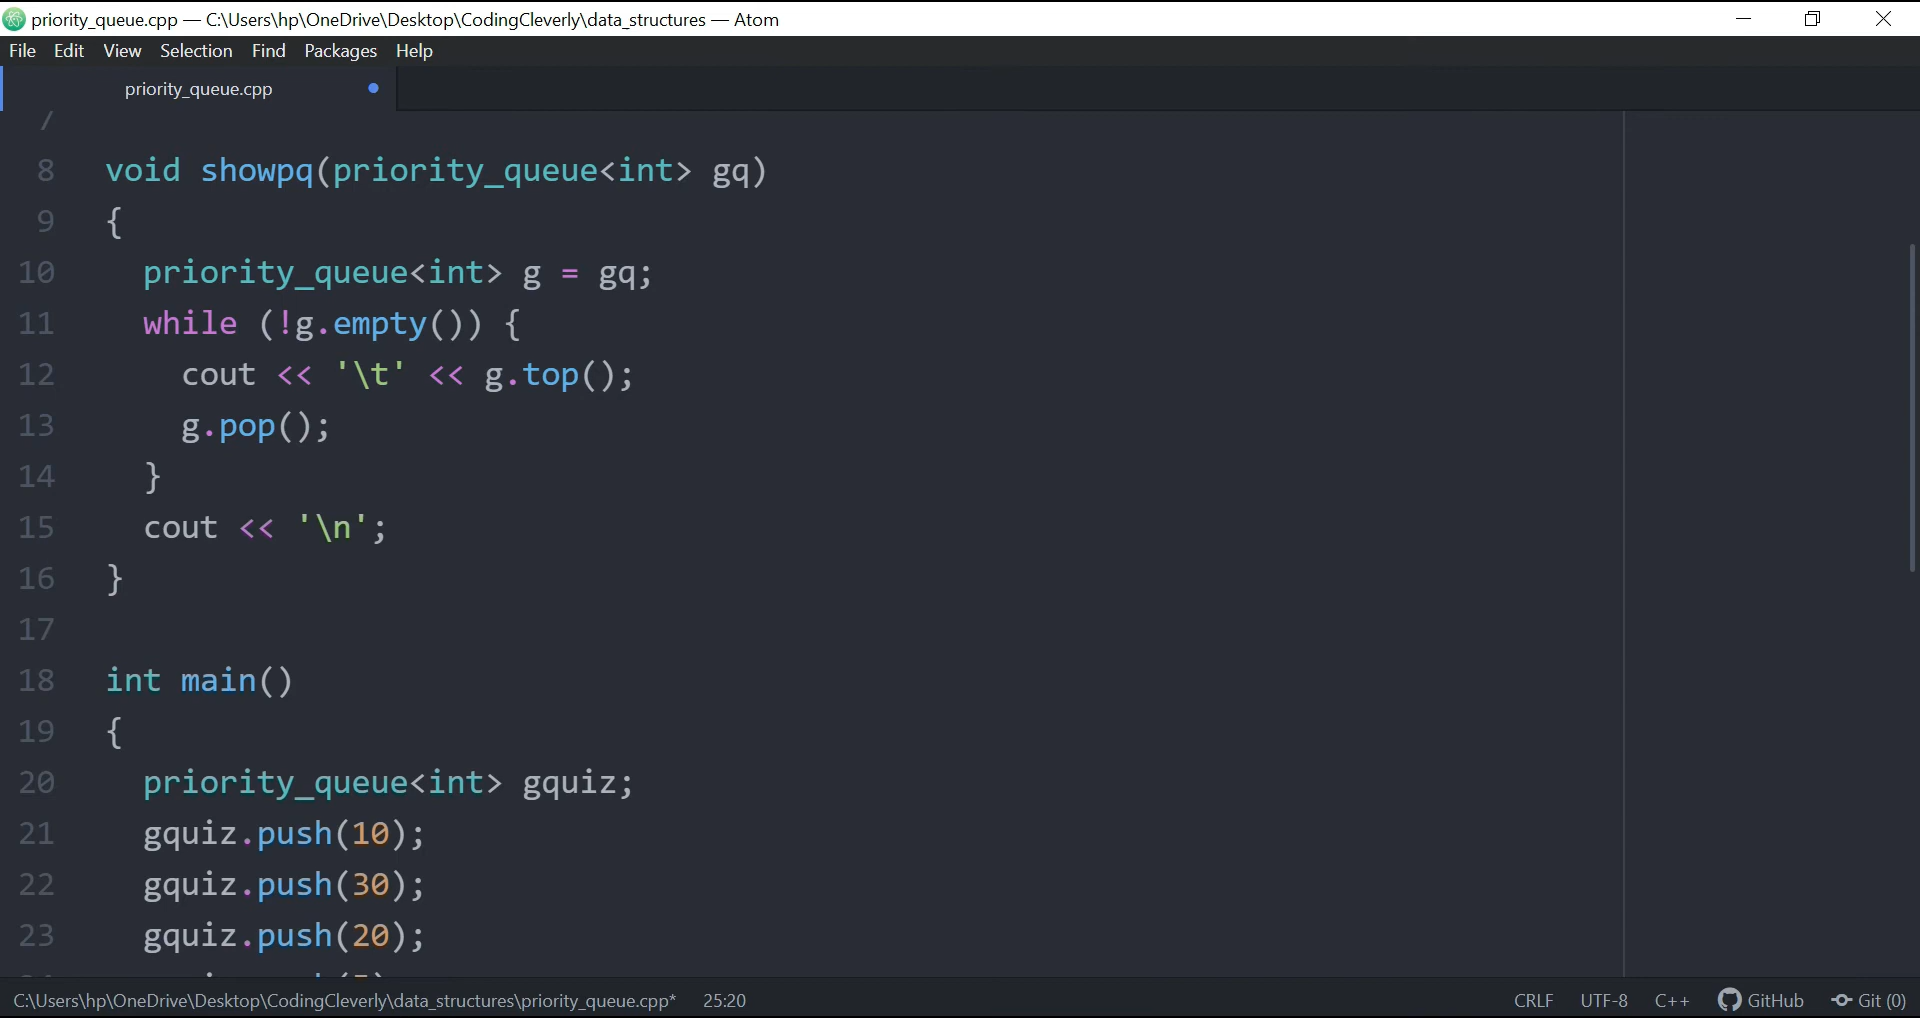 priority_queue.cpp — C:\Users\hp\OneDrive\Desktop\CodingCleverly\data_structures — Atom
File Edit View Selection Find Packages Help
priority_queue.cpp
8 void showpq(priority_queue<int> gq)
9 {
10 priority_queue<int> g = gq;
11 while (!g.empty()) {
12 cout << '\t' << g.top();
13 g.pop();
14 }
15 cout << '\n';
16 }
17
18 int main()
19 {
20 priority_queue<int> gquiz;
21 gquiz.push(10);
22 gquiz.push(30);
23 gquiz.push(20);
C:\Users\hp\OneDrive\Desktop\CodingCleverly\data_structures\priority_queue.cpp* 25:20 CRLF UTF-8 C++ GitHub Git (0)